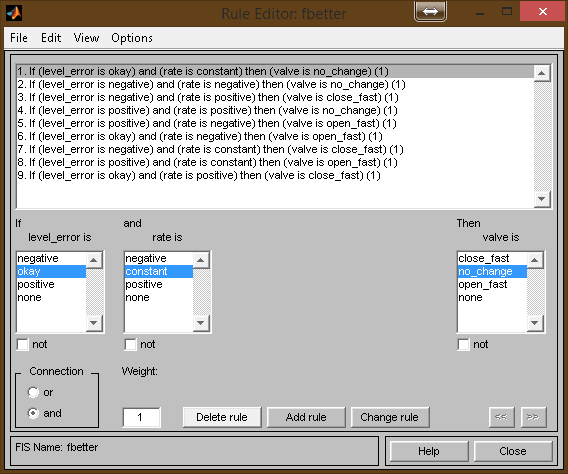 Rule Editor: fbetter
File Edit View Options
1. If (level_error is okay) and (rate is constant) then (valve is no_change) (1)
2. If (level_error is negative) and (rate is negative) then (valve is no_change) (1)
3. If (level_error is negative) and (rate is positive) then (valve is close_fast) (1)
4. If (level_error is positive) and (rate is positive) then (valve is no_change) (1)
5. If (level_error is positive) and (rate is negative) then (valve is open_fast) (1)
6. If (level_error is okay) and (rate is negative) then (valve is open_fast) (1)
7. If (level_error is negative) and (rate is constant) then (valve is close_fast) (1)
8. If (level_error is positive) and (rate is constant) then (valve is open_fast) (1)
9. If (level_error is okay) and (rate is positive) then (valve is close_fast) (1)
If and Then
level_error is rate is valve is
negative negative close_fast
okay constant no_change
positive positive open_fast
none none none
not not not
Connection Weight:
or
and 1 Delete rule Add rule Change rule << >>
FIS Name: fbetter Help Close